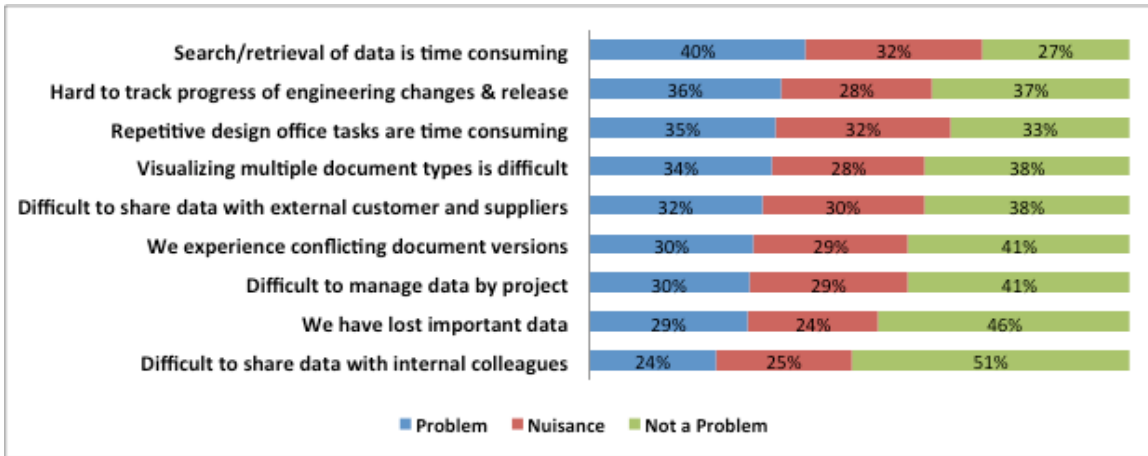 Search/retrieval of data is time consuming 40% 32% 27%
Hard to track progress of engineering changes & release 36% 28% 37%
Repetitive design office tasks are time consuming 35% 32% 33%
Visualizing multiple document types is difficult 34% 28% 38%
Difficult to share data with external customer and suppliers 32% 30% 38%
We experience conflicting document versions 30% 29% 41%
Difficult to manage data by project 30% 29% 41%
We have lost important data 29% 24% 46%
Difficult to share data with internal colleagues 24% 25% 51%
Problem Nuisance Not a Problem